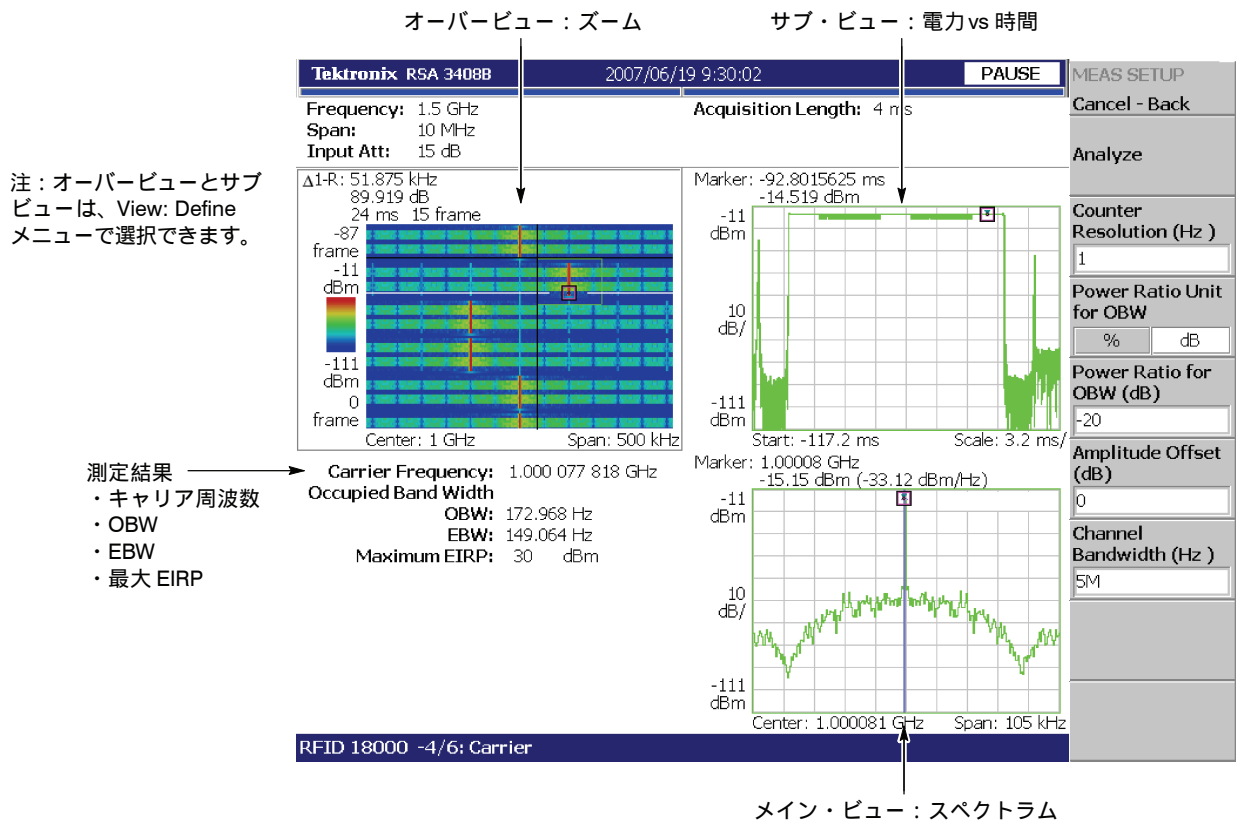 オーバービュー：ズーム
サブ・ビュー：電力 vs 時間
Tektronix RSA 3408B
2007/06/19 9:30:02
PAUSE
Frequency: 1.5 GHz
Span: 10 MHz
Input Att: 15 dB
Acquisition Length: 4 ms
注：オーバービューとサブ
ビューは、View: Define
メニューで選択できます。
Δ1-R: 51.875 kHz
89.919 dB
24 ms 15 frame
-87
frame
-11
dBm
-111
dBm
0
frame
Center: 1 GHz
Span: 500 kHz
Marker: -92.8015625 ms
-14.519 dBm
-11
dBm
10
dB/
-111
dBm
Start: -117.2 ms
Scale: 3.2 ms/
測定結果
・キャリア周波数
・OBW
・EBW
・最大 EIRP
Carrier Frequency: 1.000 077 818 GHz
Occupied Band Width
OBW: 172.968 Hz
EBW: 149.064 Hz
Maximum EIRP: 30 dBm
Marker: 1.00008 GHz
-15.15 dBm (-33.12 dBm/Hz)
-11
dBm
10
dB/
-111
dBm
Center: 1.000081 GHz
Span: 105 kHz
RFID 18000 -4/6: Carrier
MEAS SETUP
Cancel - Back
Analyze
Counter
Resolution (Hz )
1
Power Ratio Unit
for OBW
% dB
Power Ratio for
OBW (dB)
-20
Amplitude Offset
(dB)
0
Channel
Bandwidth (Hz )
5M
メイン・ビュー：スペクトラム